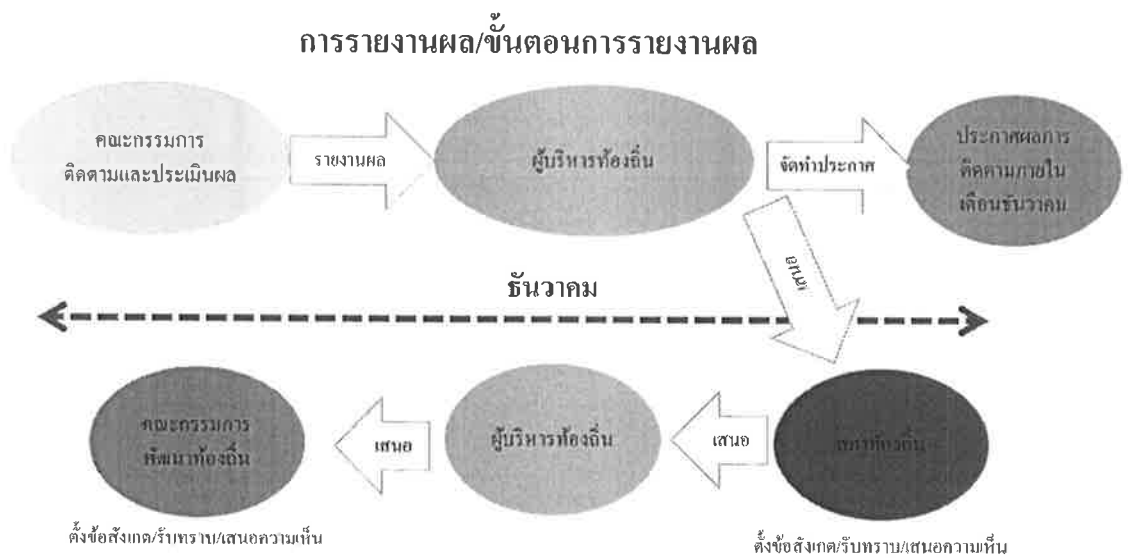 การรายงานผล/ขั้นตอนการรายงานผล
คณะกรรมการ
ติดตามและประเมินผล
รายงานผล
ผู้บริหารท้องถิ่น
จัดทำประกาศ
ประกาศผลการ
ติดตามภายใน
เดือนธันวาคม
เสนอ
ธันวาคม
คณะกรรมการ
พัฒนาท้องถิ่น
เสนอ
ผู้บริหารท้องถิ่น
เสนอ
สภาท้องถิ่น
ตั้งข้อสังเกต/รับทราบ/เสนอความเห็น
ตั้งข้อสังเกต/รับทราบ/เสนอความเห็น